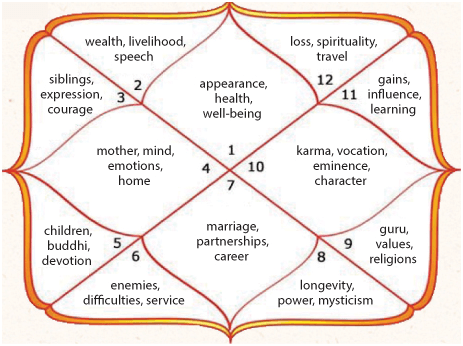 wealth, livelihood,
speech
2
loss, spirituality,
travel
12
siblings,
expression,
courage
3
appearance,
health,
well-being
1
11
gains,
influence,
learning
mother, mind,
emotions,
home
4
10
karma, vocation,
eminence,
character
7
marriage,
partnerships,
career
children,
buddhi,
devotion
5
6
enemies,
difficulties, service
8
longevity,
power, mysticism
9
guru,
values,
religions